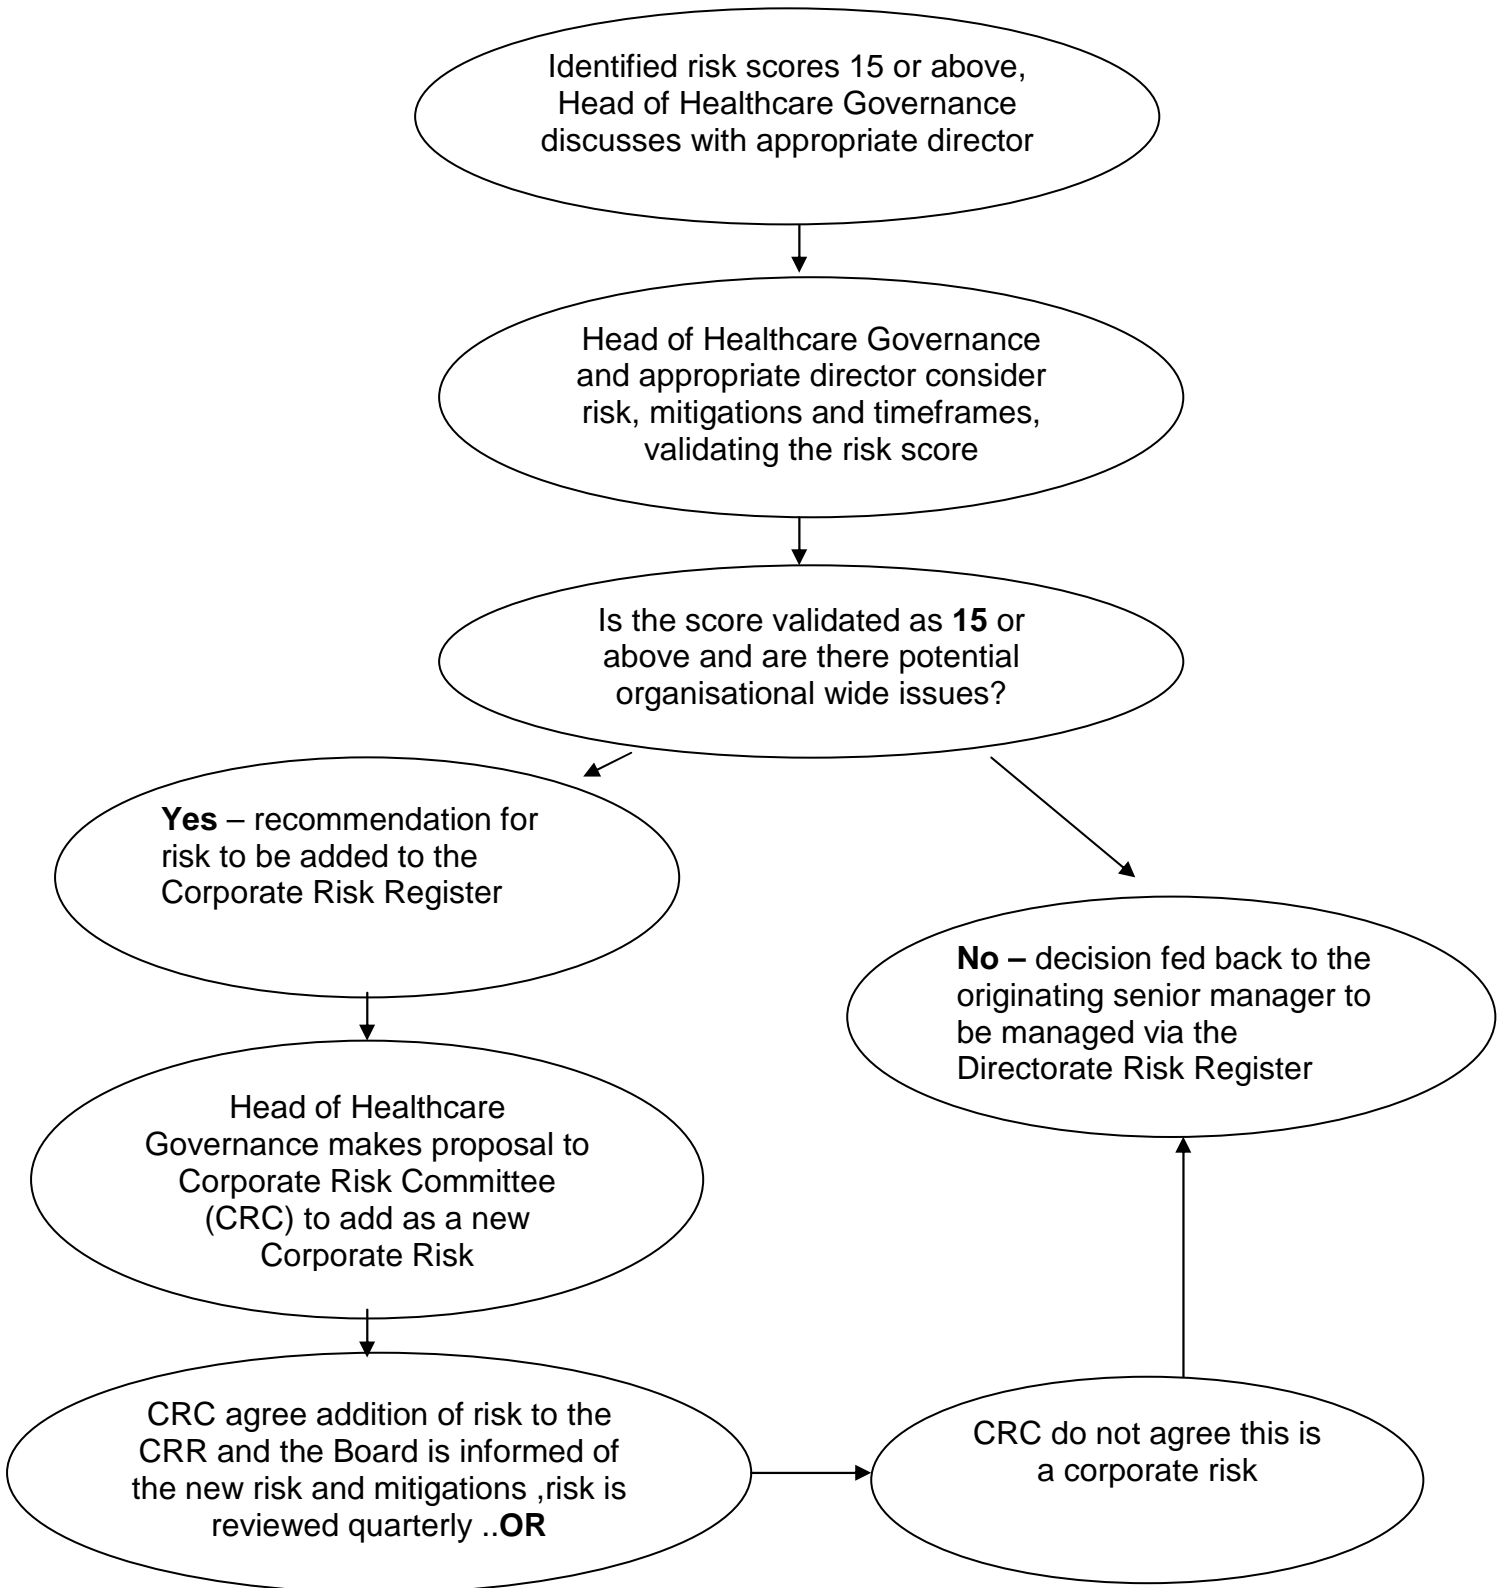 Identified risk scores 15 or above,
Head of Healthcare Governance
discusses with appropriate director
Head of Healthcare Governance
and appropriate director consider
risk, mitigations and timeframes,
validating the risk score
Is the score validated as 15 or
above and are there potential
organisational wide issues?
Yes – recommendation for
risk to be added to the
Corporate Risk Register
No – decision fed back to the
originating senior manager to
be managed via the
Directorate Risk Register
Head of Healthcare
Governance makes proposal to
Corporate Risk Committee
(CRC) to add as a new
Corporate Risk
CRC agree addition of risk to the
CRR and the Board is informed of
the new risk and mitigations ,risk is
reviewed quarterly ..OR
CRC do not agree this is
a corporate risk